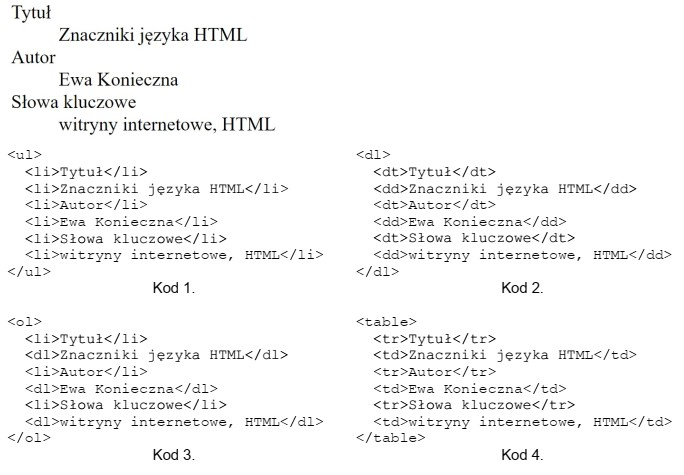 Tytuł
Znaczniki języka HTML
Autor
Ewa Konieczna
Słowa kluczowe
witryny internetowe, HTML
<ul>
<li>Tytuł</li>
<li>Znaczniki języka HTML</li>
<li>Autor</li>
<li>Ewa Konieczna</li>
<li>Słowa kluczowe</li>
<li>witryny internetowe, HTML</li>
</ul>
Kod 1.
<dl>
<dt>Tytuł</dt>
<dd>Znaczniki języka HTML</dd>
<dt>Autor</dt>
<dd>Ewa Konieczna</dd>
<dt>Słowa kluczowe</dt>
<dd>witryny internetowe, HTML</dd>
</dl>
Kod 2.
<ol>
<li>Tytuł</li>
<dl>Znaczniki języka HTML</dl>
<li>Autor</li>
<dl>Ewa Konieczna</dl>
<li>Słowa kluczowe</li>
<dl>witryny internetowe, HTML</dl>
</ol>
Kod 3.
<table>
<tr>Tytuł</tr>
<td>Znaczniki języka HTML</td>
<tr>Autor</tr>
<td>Ewa Konieczna</td>
<tr>Słowa kluczowe</tr>
<td>witryny internetowe, HTML</td>
</table>
Kod 4.